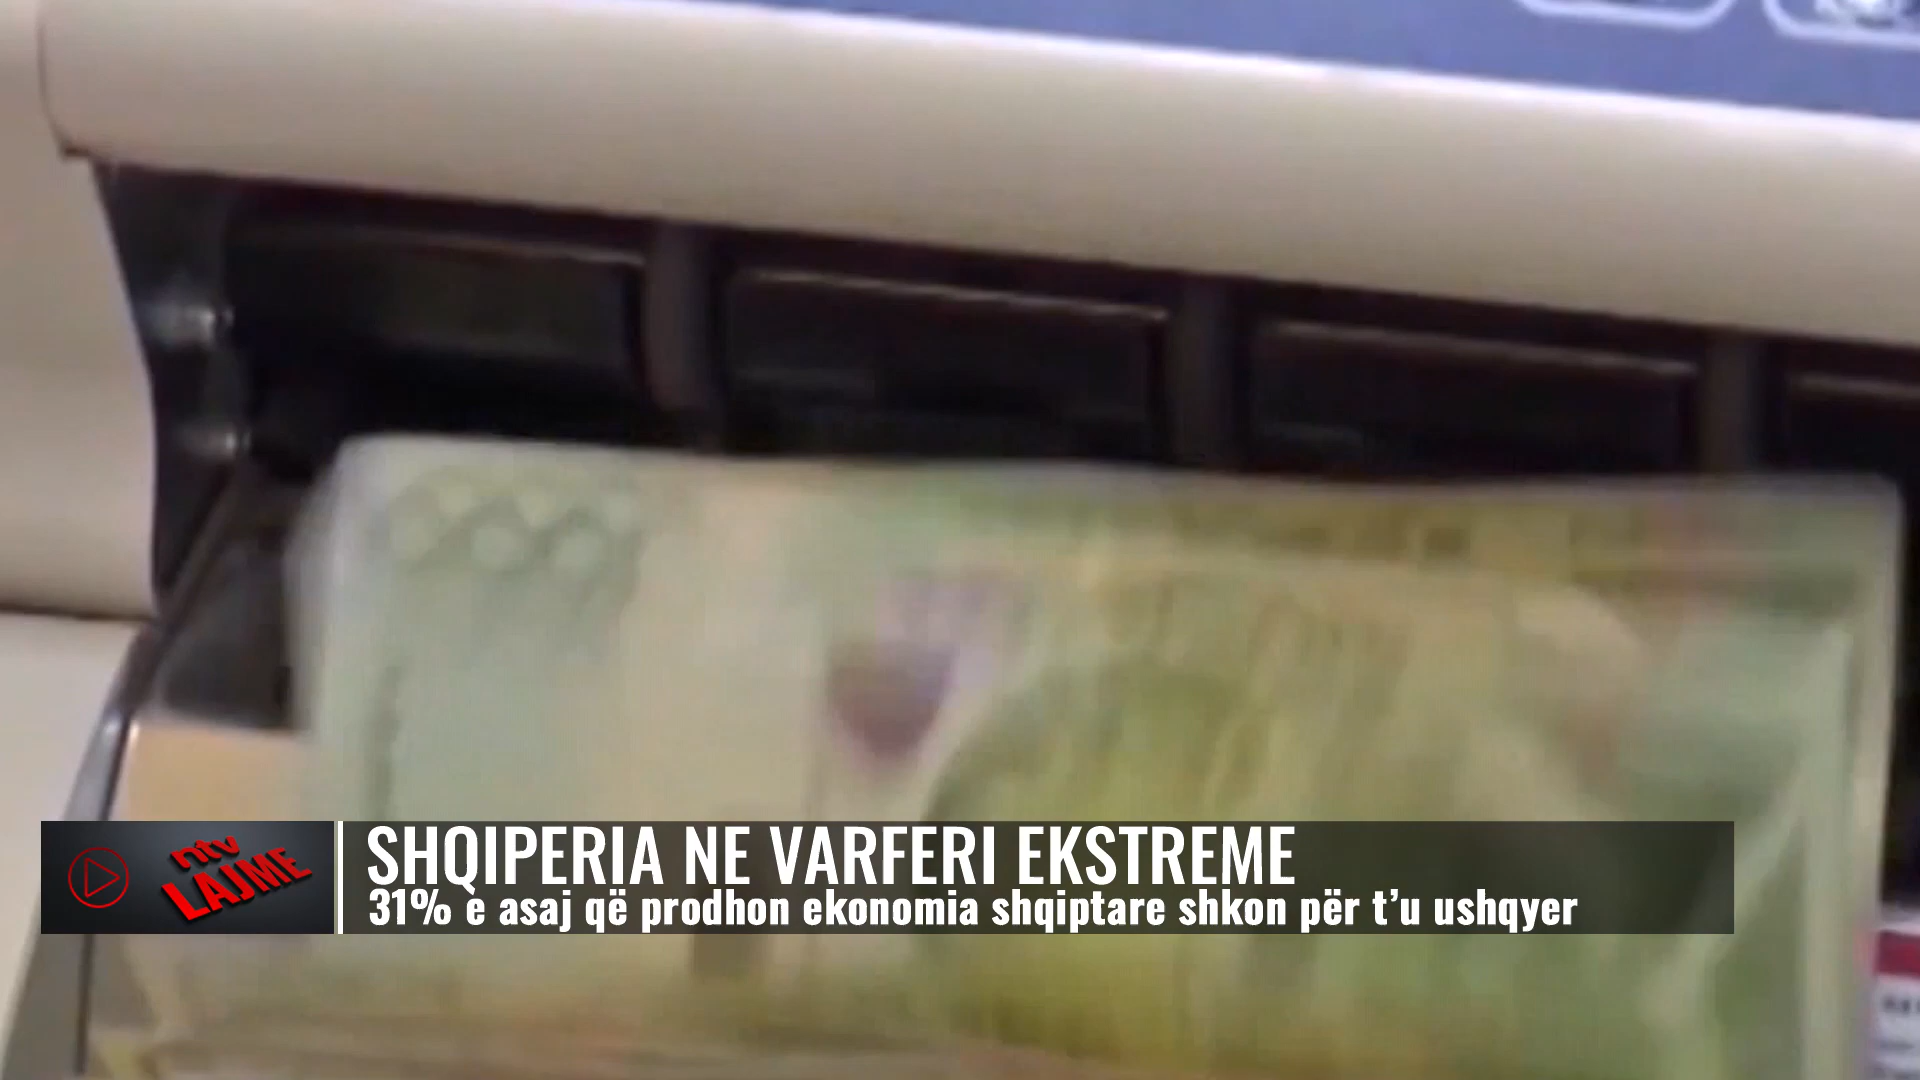 ntv
LAJME
SHQIPERIA NE VARFERI EKSTREME
31% e asaj që prodhon ekonomia shqiptare shkon për t’u ushqyer